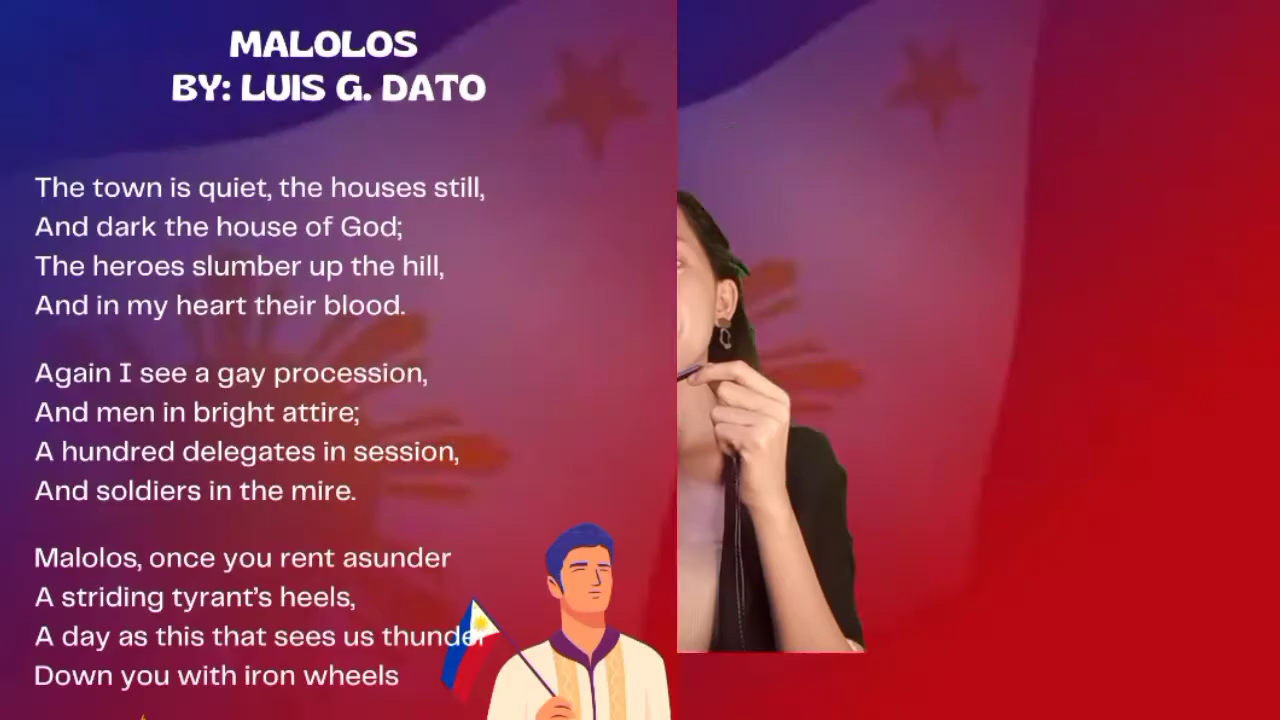 MALOLOS
BY: LUIS G. DATO
The town is quiet, the houses still,
And dark the house of God;
The heroes slumber up the hill,
And in my heart their blood.
Again I see a gay procession,
And men in bright attire;
A hundred delegates in session,
And soldiers in the mire.
Malolos, once you rent asunder
A striding tyrant’s heels,
A day as this that sees us thunder
Down you with iron wheels